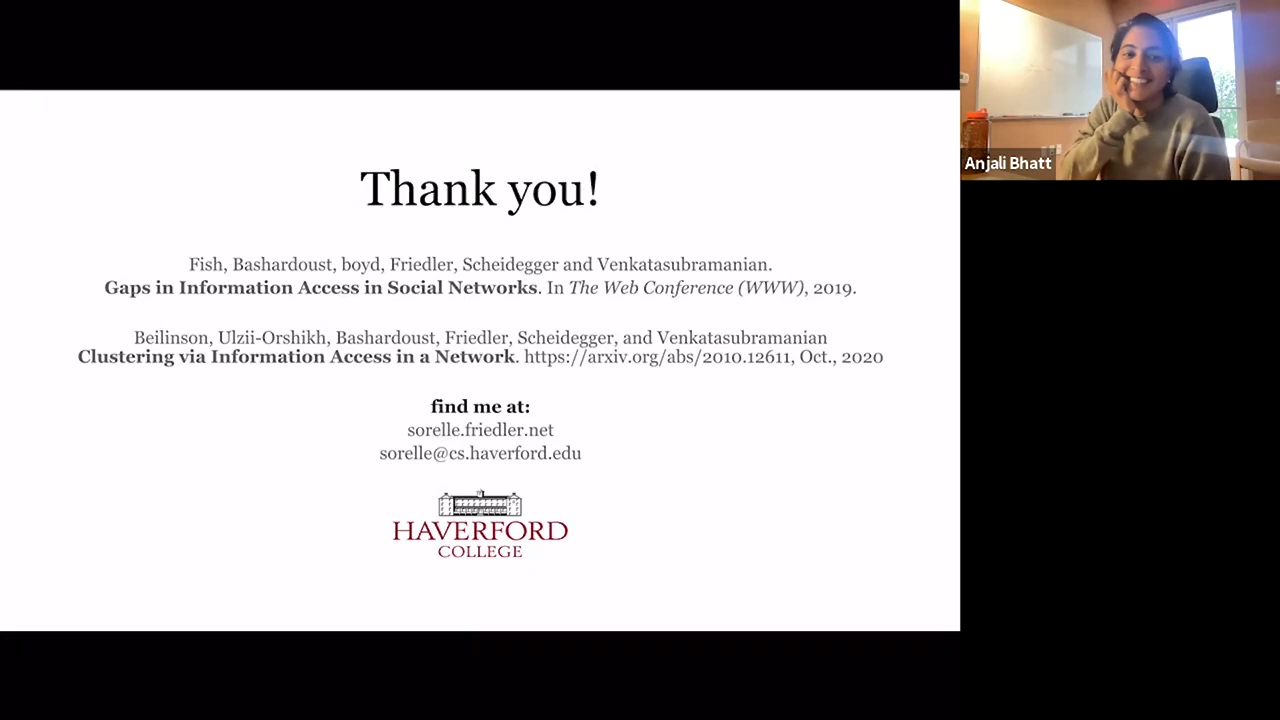 Thank you!
Fish, Bashardoust, boyd, Friedler, Scheidegger and Venkatasubramanian.
Gaps in Information Access in Social Networks. In The Web Conference (WWW), 2019.
Beilinson, Ulzii-Orshikh, Bashardoust, Friedler, Scheidegger, and Venkatasubramanian
Clustering via Information Access in a Network. https://arxiv.org/abs/2010.12611, Oct., 2020
find me at:
sorelle.friedler.net
sorelle@cs.haverford.edu
HAVERFORD
COLLEGE
Anjali Bhatt